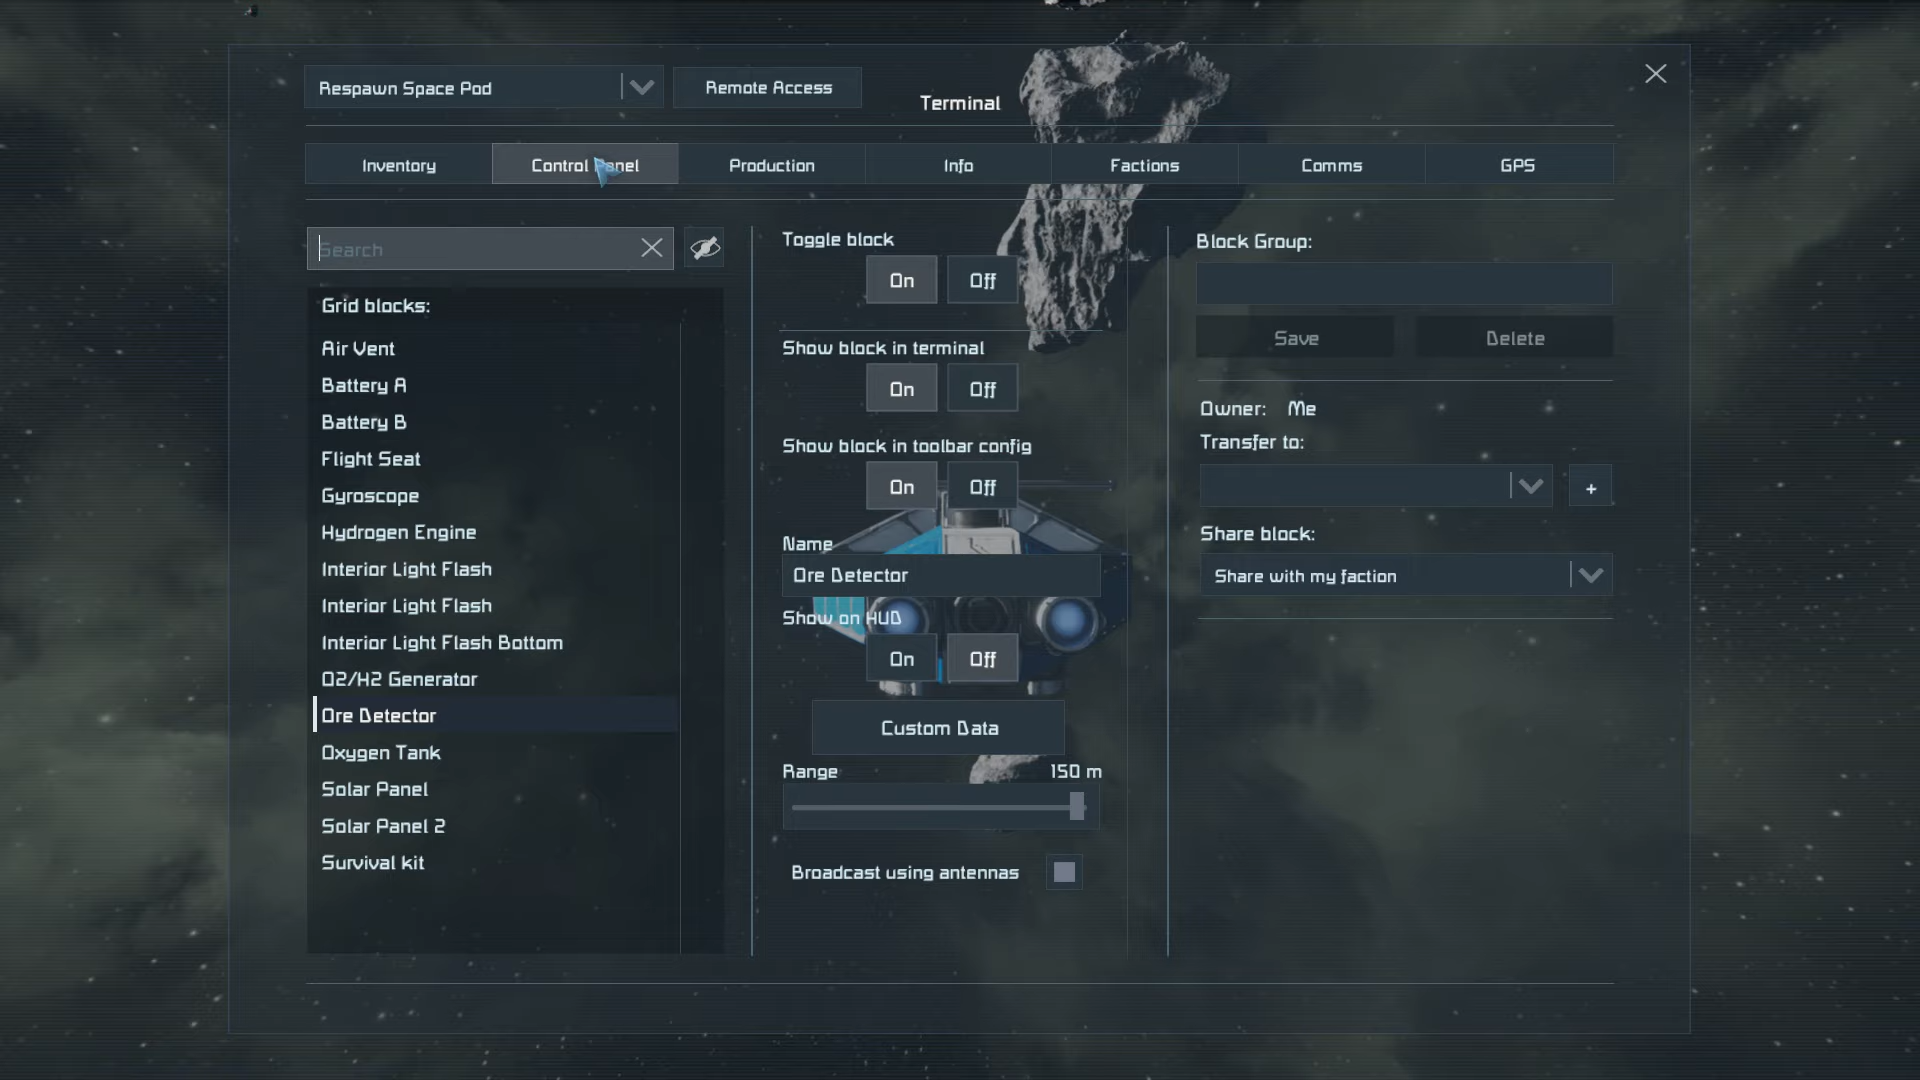 Respawn Space Pod
Remote Access
Terminal
Inventory
Control Panel
Production
Info
Factions
Comms
GPS
Search
Grid blocks:
Air Vent
Battery A
Battery B
Flight Seat
Gyroscope
Hydrogen Engine
Interior Light Flash
Interior Light Flash
Interior Light Flash Bottom
O2/H2 Generator
Ore Detector
Oxygen Tank
Solar Panel
Solar Panel 2
Survival kit
Toggle block
On Off
Show block in terminal
On Off
Show block in toolbar config
On Off
Name
Ore Detector
Show on HUD
On Off
Custom Data
Range 150 m
Broadcast using antennas
Block Group:
Save Delete
Owner: Me
Transfer to:
+
Share block:
Share with my faction